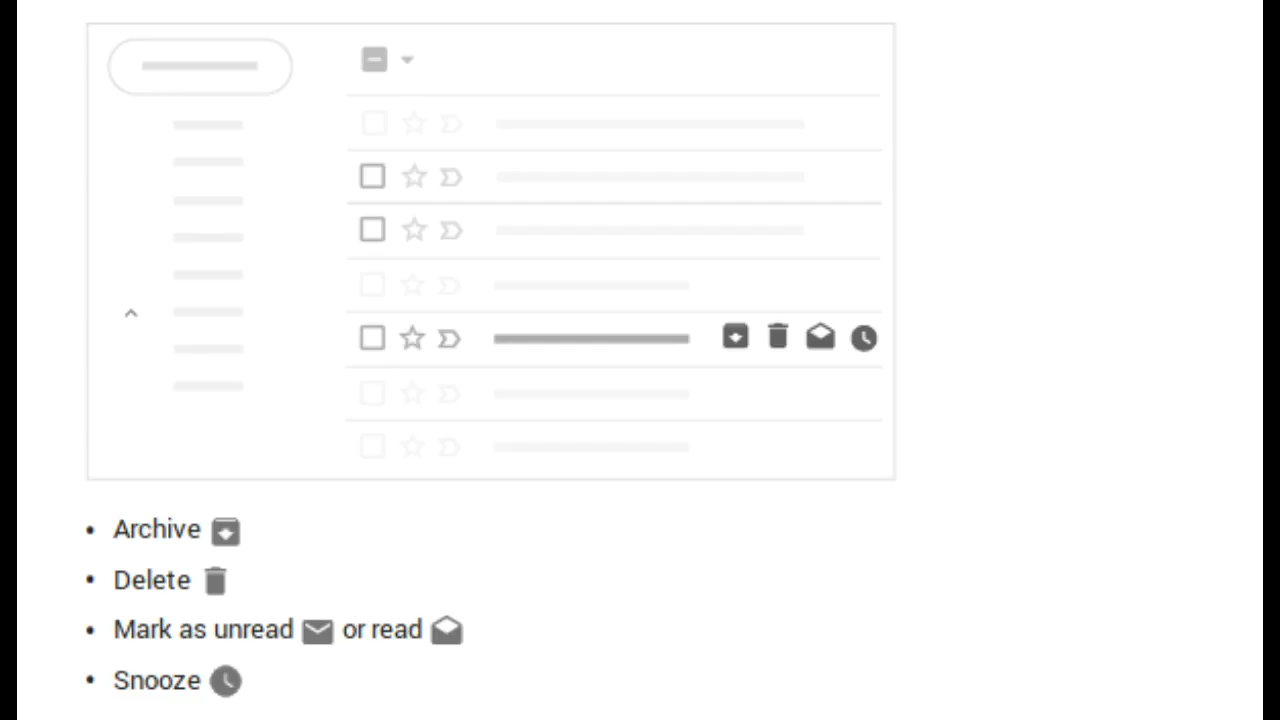 • Archive
• Delete
• Mark as unread or read
• Snooze